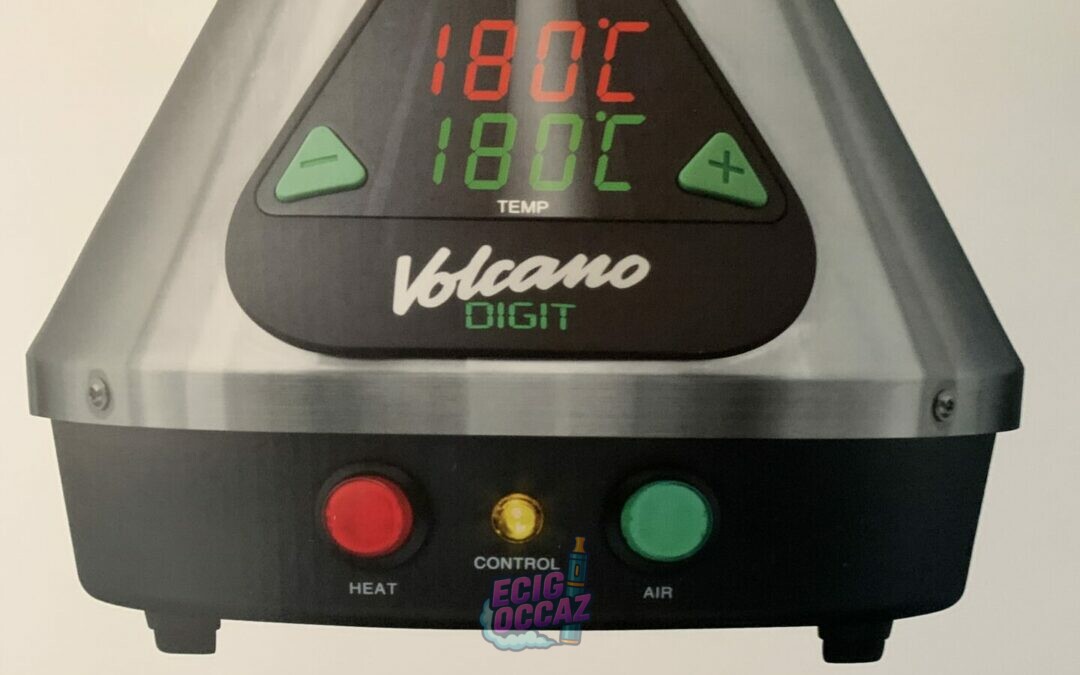 180°C
180°C
- +
TEMP
Volcano
DIGIT
CONTROL
HEAT
AIR
ECIG
OCCAZ